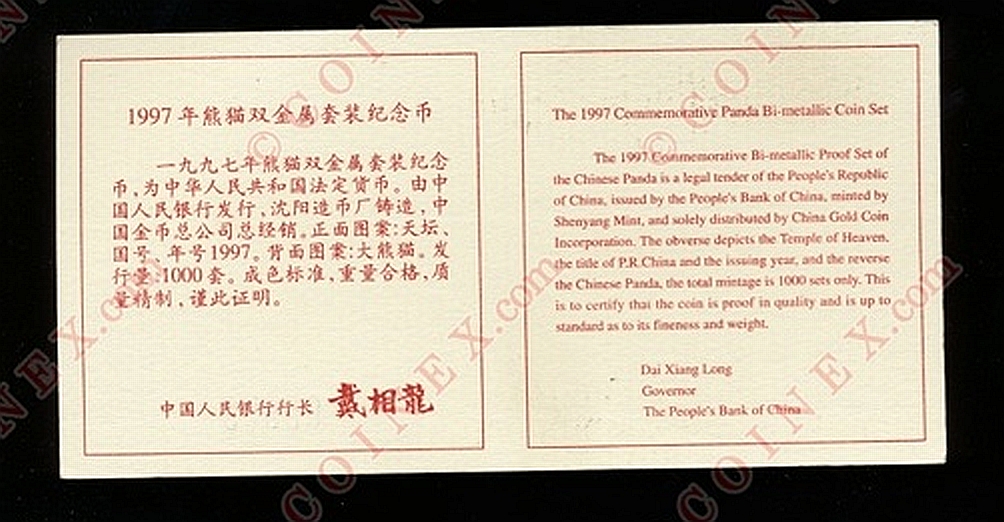 1997年熊猫双金属套装纪念币
一九九七年熊猫双金属套装纪念
币,为中华人民共和国法定货币。由中
国人民银行发行、沈阳造币厂铸造,中
国金币总公司总经销。正面图案:天坛、
国号、年号1997。背面图案:大熊猫。发
行量:1000套。成色标准,重量合格,质
量精制,谨此证明。
中国人民银行行长 戴相龍
The 1997 Commemorative Panda Bi-metallic Coin Set
The 1997 Commemorative Bi-metallic Proof Set of
the Chinese Panda is a legal tender of the People's Republic
of China, issued by the People's Bank of China, minted by
Shenyang Mint, and solely distributed by China Gold Coin
Incorporation. The obverse depicts the Temple of Heaven,
the title of P.R.China and the issuing year, and the reverse
the Chinese Panda, the total mintage is 1000 sets only. This
is to certify that the coin is proof in quality and is up to
standard as to its fineness and weight.
Dai Xiang Long
Governor
The People's Bank of China
© COINEX.com
© COINEX.com